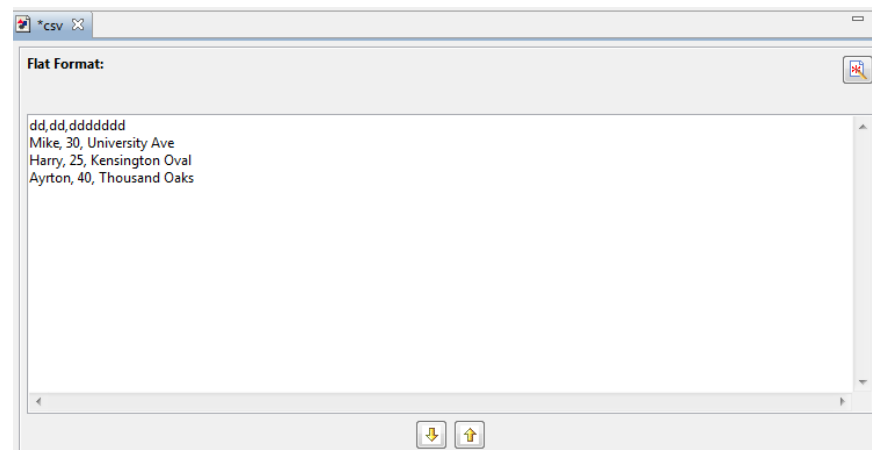 *csv
Flat Format:
dd,dd,ddddddd
Mike, 30, University Ave
Harry, 25, Kensington Oval
Ayrton, 40, Thousand Oaks